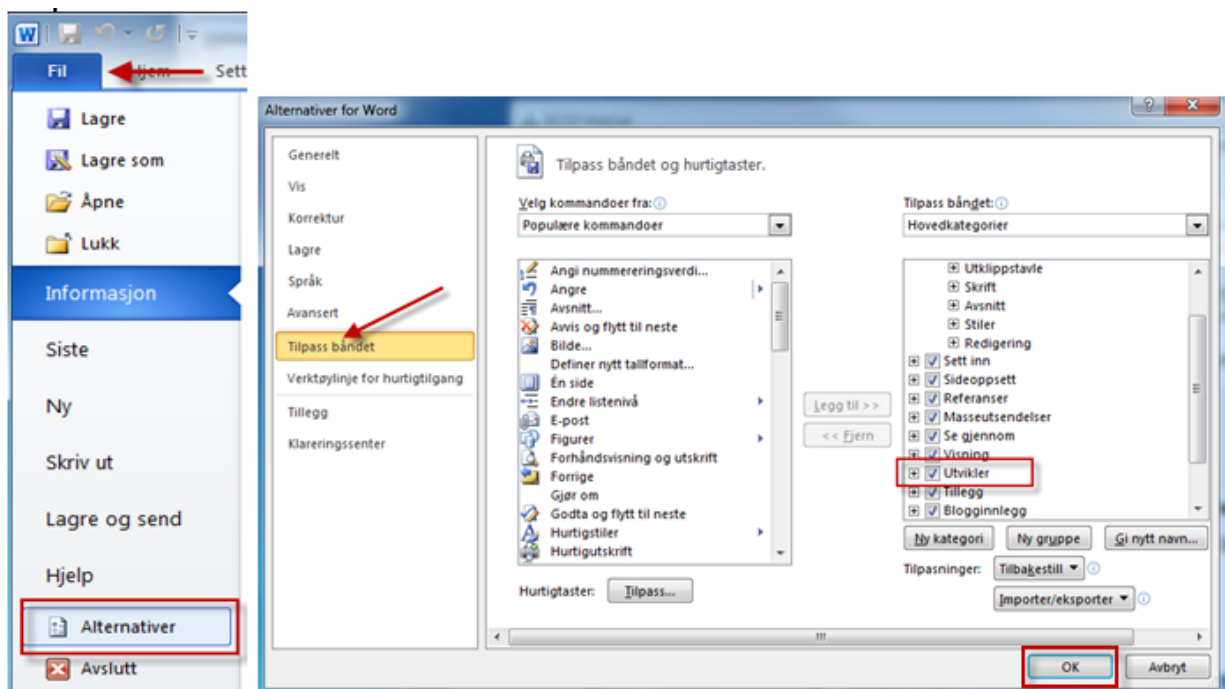 Fil
Hjem
Sett
Lagre
Lagre som
Åpne
Lukk
Informasjon
Siste
Ny
Skriv ut
Lagre og send
Hjelp
Alternativer
Avslutt
Alternativer for Word
Generelt
Vis
Korrektur
Lagre
Språk
Avansert
Tilpass båndet
Verktøylinje for hurtigtilgang
Tillegg
Klareringssenter
Tilpass båndet og hurtigtaster.
Velg kommandoer fra:
Populære kommandoer
Angi nummereringsverdi...
Angre
Avsnitt...
Avvis og flytt til neste
Bilde...
Definer nytt tallformat...
Én side
Endre listenivå
E-post
Figurer
Forhåndsvisning og utskrift
Forrige
Gjør om
Godta og flytt til neste
Hurtigstiler
Hurtigutskrift
Hurtigtaster: Tilpass...
Legg til >>
<< Fjern
Tilpass båndet:
Hovedkategorier
Utklippstavle
Skrift
Avsnitt
Stiler
Redigering
Sett inn
Sideoppsett
Referanser
Masseutsendelser
Se gjennom
Visning
Utvikler
Tillegg
Blogginnlegg
Ny kategori Ny gruppe Gi nytt navn...
Tilpasninger: Tilbakestill
Importer/eksporter
OK Avbryt